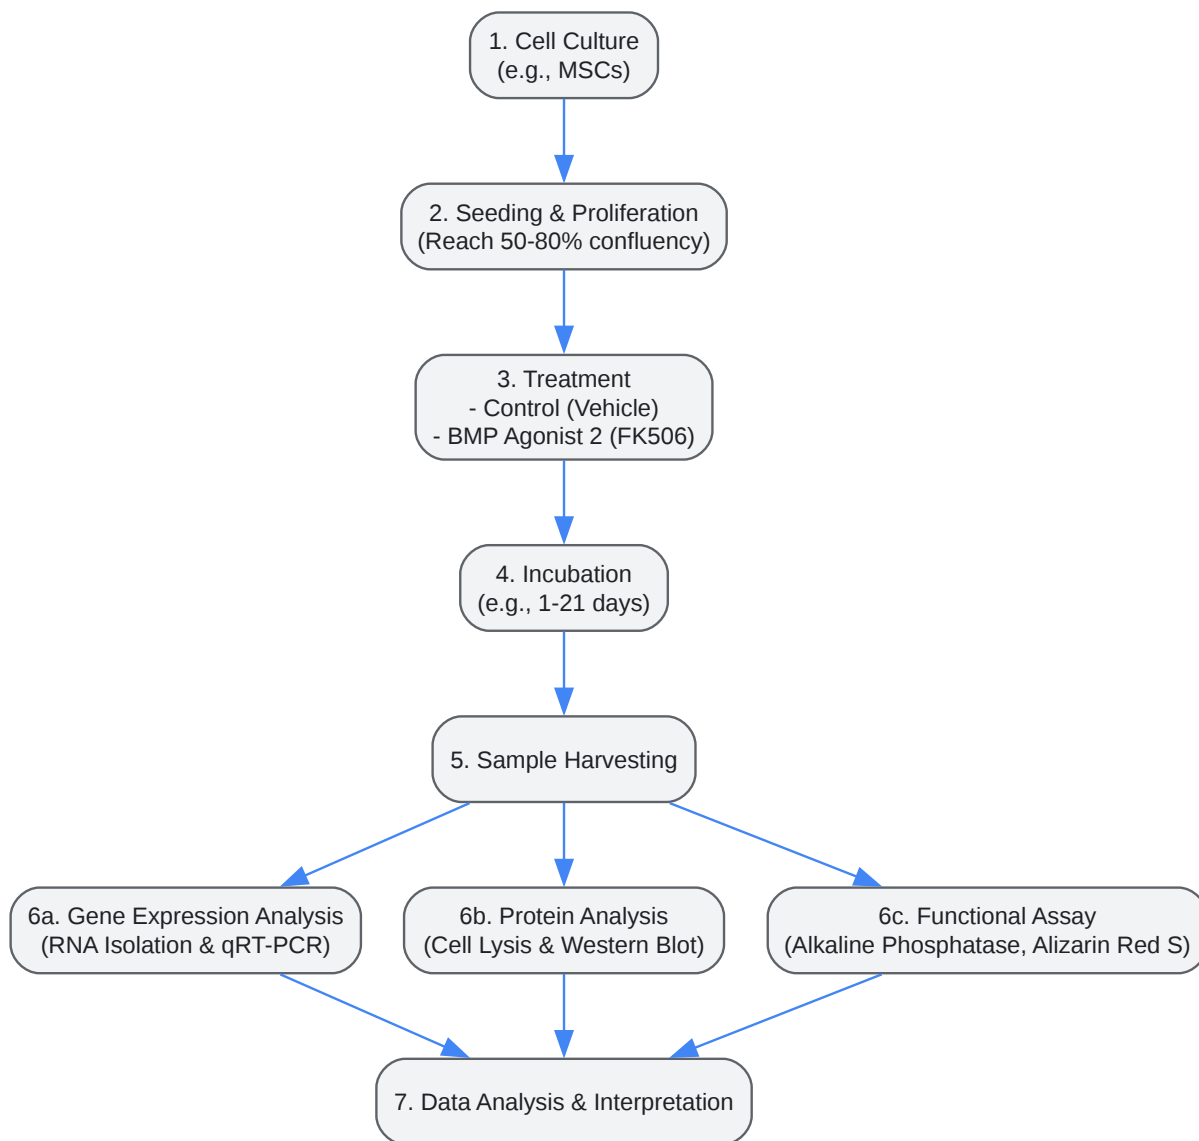 1. Cell Culture
(e.g., MSCs)
2. Seeding & Proliferation
(Reach 50-80% confluency)
3. Treatment
- Control (Vehicle)
- BMP Agonist 2 (FK506)
4. Incubation
(e.g., 1-21 days)
5. Sample Harvesting
6a. Gene Expression Analysis
(RNA Isolation & qRT-PCR)
6b. Protein Analysis
(Cell Lysis & Western Blot)
6c. Functional Assay
(Alkaline Phosphatase, Alizarin Red S)
7. Data Analysis & Interpretation